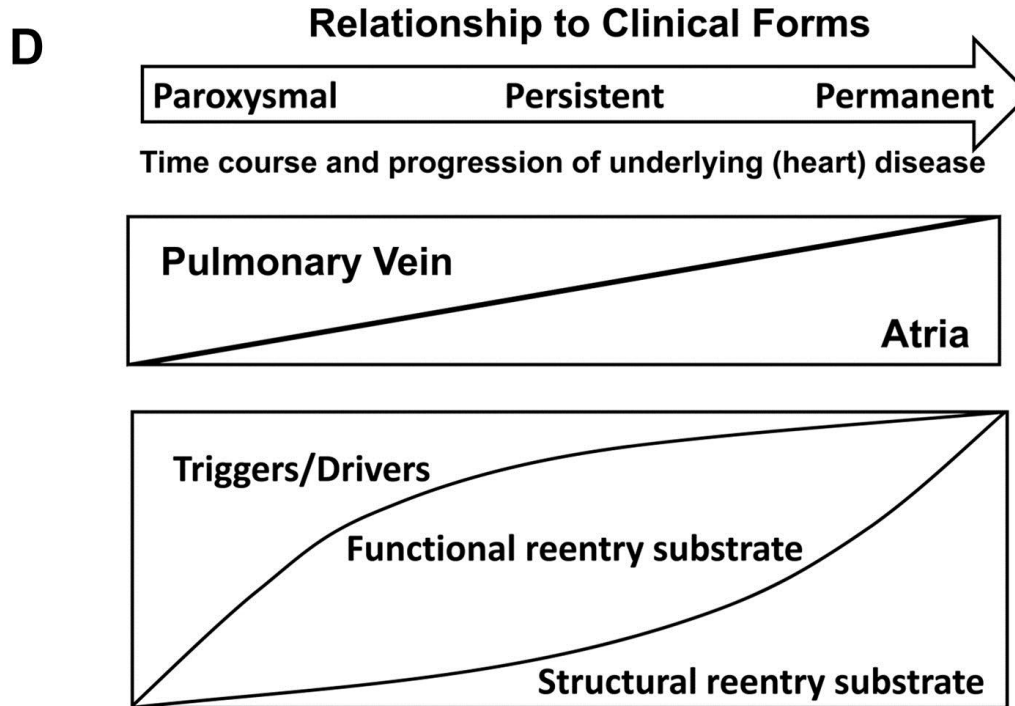 D
Relationship to Clinical Forms
Paroxysmal Persistent Permanent
Time course and progression of underlying (heart) disease
Pulmonary Vein
Atria
Triggers/Drivers
Functional reentry substrate
Structural reentry substrate